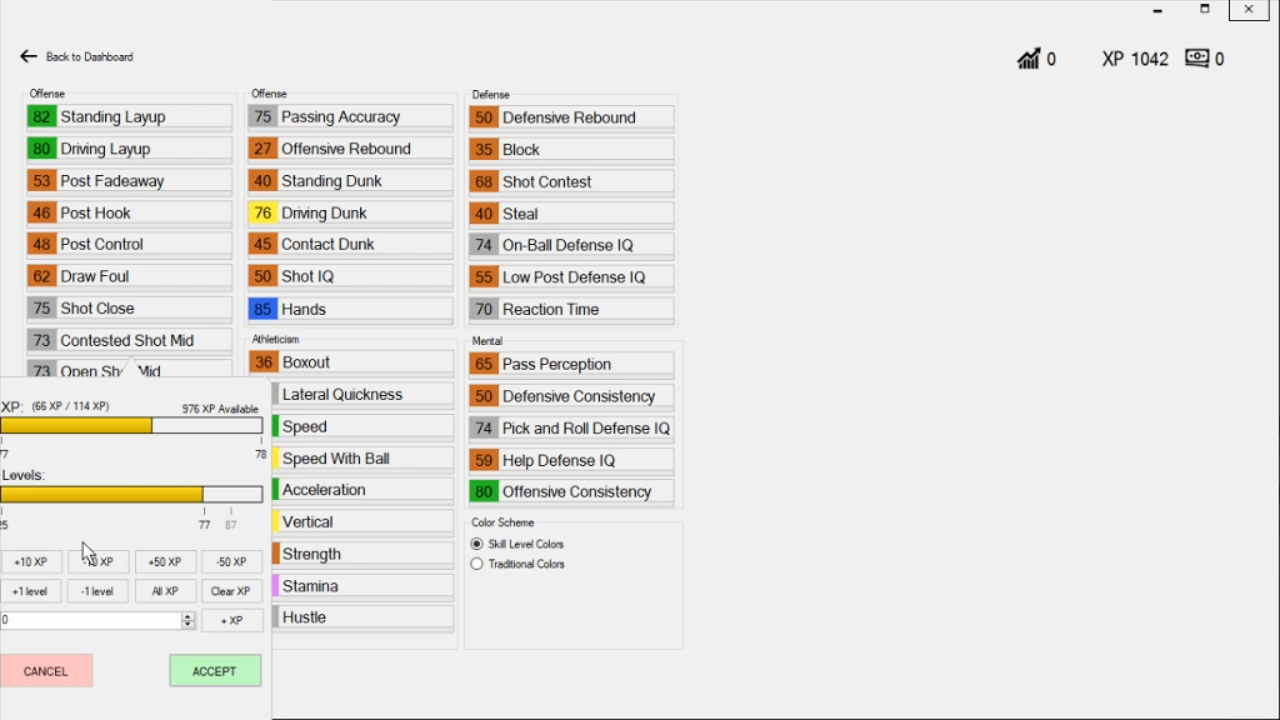 Back to Dashboard
0
XP 1042
0
Offense
82 Standing Layup
80 Driving Layup
53 Post Fadeaway
46 Post Hook
48 Post Control
62 Draw Foul
75 Shot Close
73 Contested Shot Mid
73 Open Sho Mid
Offense
75 Passing Accuracy
27 Offensive Rebound
40 Standing Dunk
76 Driving Dunk
45 Contact Dunk
50 Shot IQ
85 Hands
Defense
50 Defensive Rebound
35 Block
68 Shot Contest
40 Steal
74 On-Ball Defense IQ
55 Low Post Defense IQ
70 Reaction Time
Athleticism
36 Boxout
Lateral Quickness
Speed
Speed With Ball
Acceleration
Vertical
Strength
Stamina
Hustle
Mental
65 Pass Perception
50 Defensive Consistency
74 Pick and Roll Defense IQ
59 Help Defense IQ
80 Offensive Consistency
Color Scheme
Skill Level Colors
Traditional Colors
XP: (66 XP / 114 XP) 976 XP Available
77 78
Levels:
25 77 87
+10 XP
0 XP
+50 XP
-50 XP
+1 level
-1 level
All XP
Clear XP
0
+ XP
CANCEL
ACCEPT